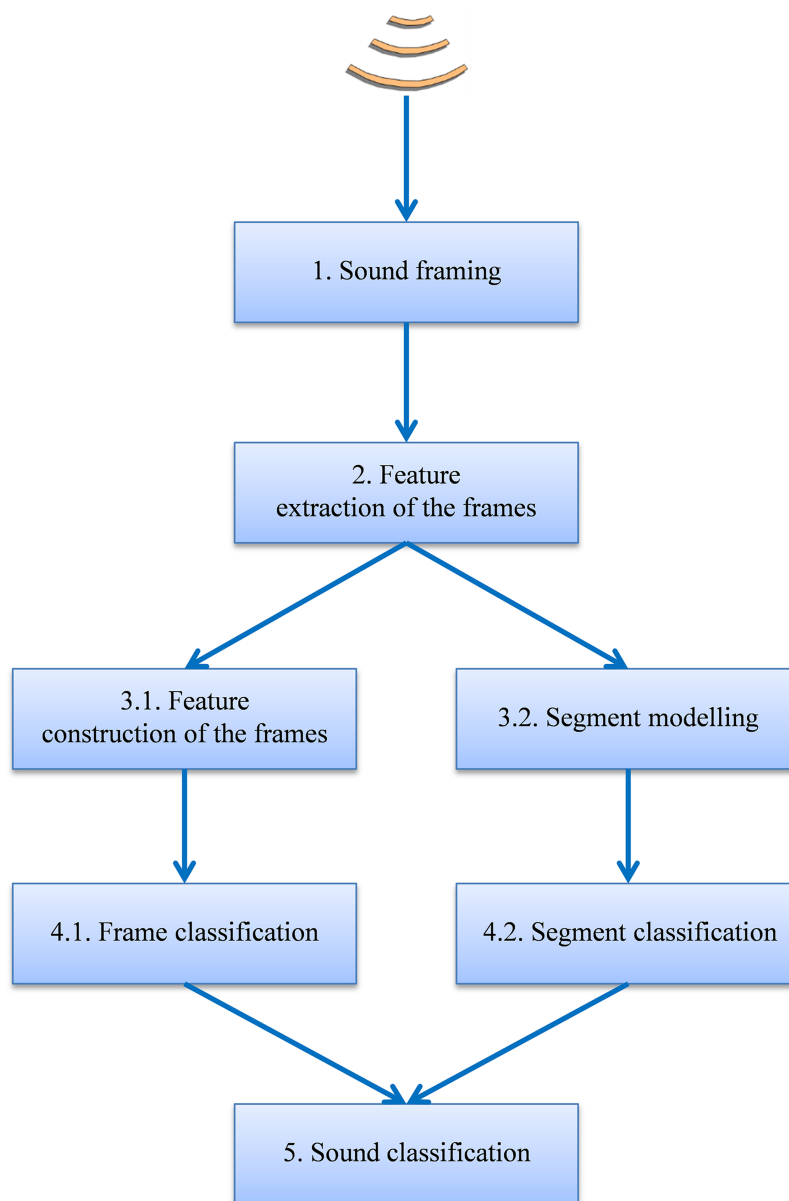 1. Sound framing
2. Feature
extraction of the frames
3.1. Feature
construction of the frames
3.2. Segment modelling
4.1. Frame classification
4.2. Segment classification
5. Sound classification